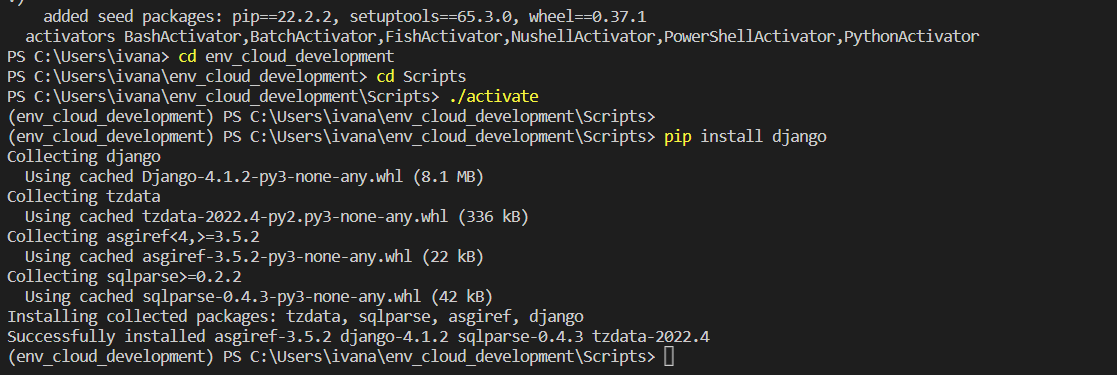 added seed packages: pip==22.2.2, setuptools==65.3.0, wheel==0.37.1
activators BashActivator,BatchActivator,FishActivator,NushellActivator,PowerShellActivator,PythonActivator
PS C:\Users\ivana> cd env_cloud_development
PS C:\Users\ivana\env_cloud_development> cd Scripts
PS C:\Users\ivana\env_cloud_development\Scripts> ./activate
(env_cloud_development) PS C:\Users\ivana\env_cloud_development\Scripts>
(env_cloud_development) PS C:\Users\ivana\env_cloud_development\Scripts> pip install django
Collecting django
Using cached Django-4.1.2-py3-none-any.whl (8.1 MB)
Collecting tzdata
Using cached tzdata-2022.4-py2.py3-none-any.whl (336 kB)
Collecting asgiref<4,>=3.5.2
Using cached asgiref-3.5.2-py3-none-any.whl (22 kB)
Collecting sqlparse>=0.2.2
Using cached sqlparse-0.4.3-py3-none-any.whl (42 kB)
Installing collected packages: tzdata, sqlparse, asgiref, django
Successfully installed asgiref-3.5.2 django-4.1.2 sqlparse-0.4.3 tzdata-2022.4
(env_cloud_development) PS C:\Users\ivana\env_cloud_development\Scripts>